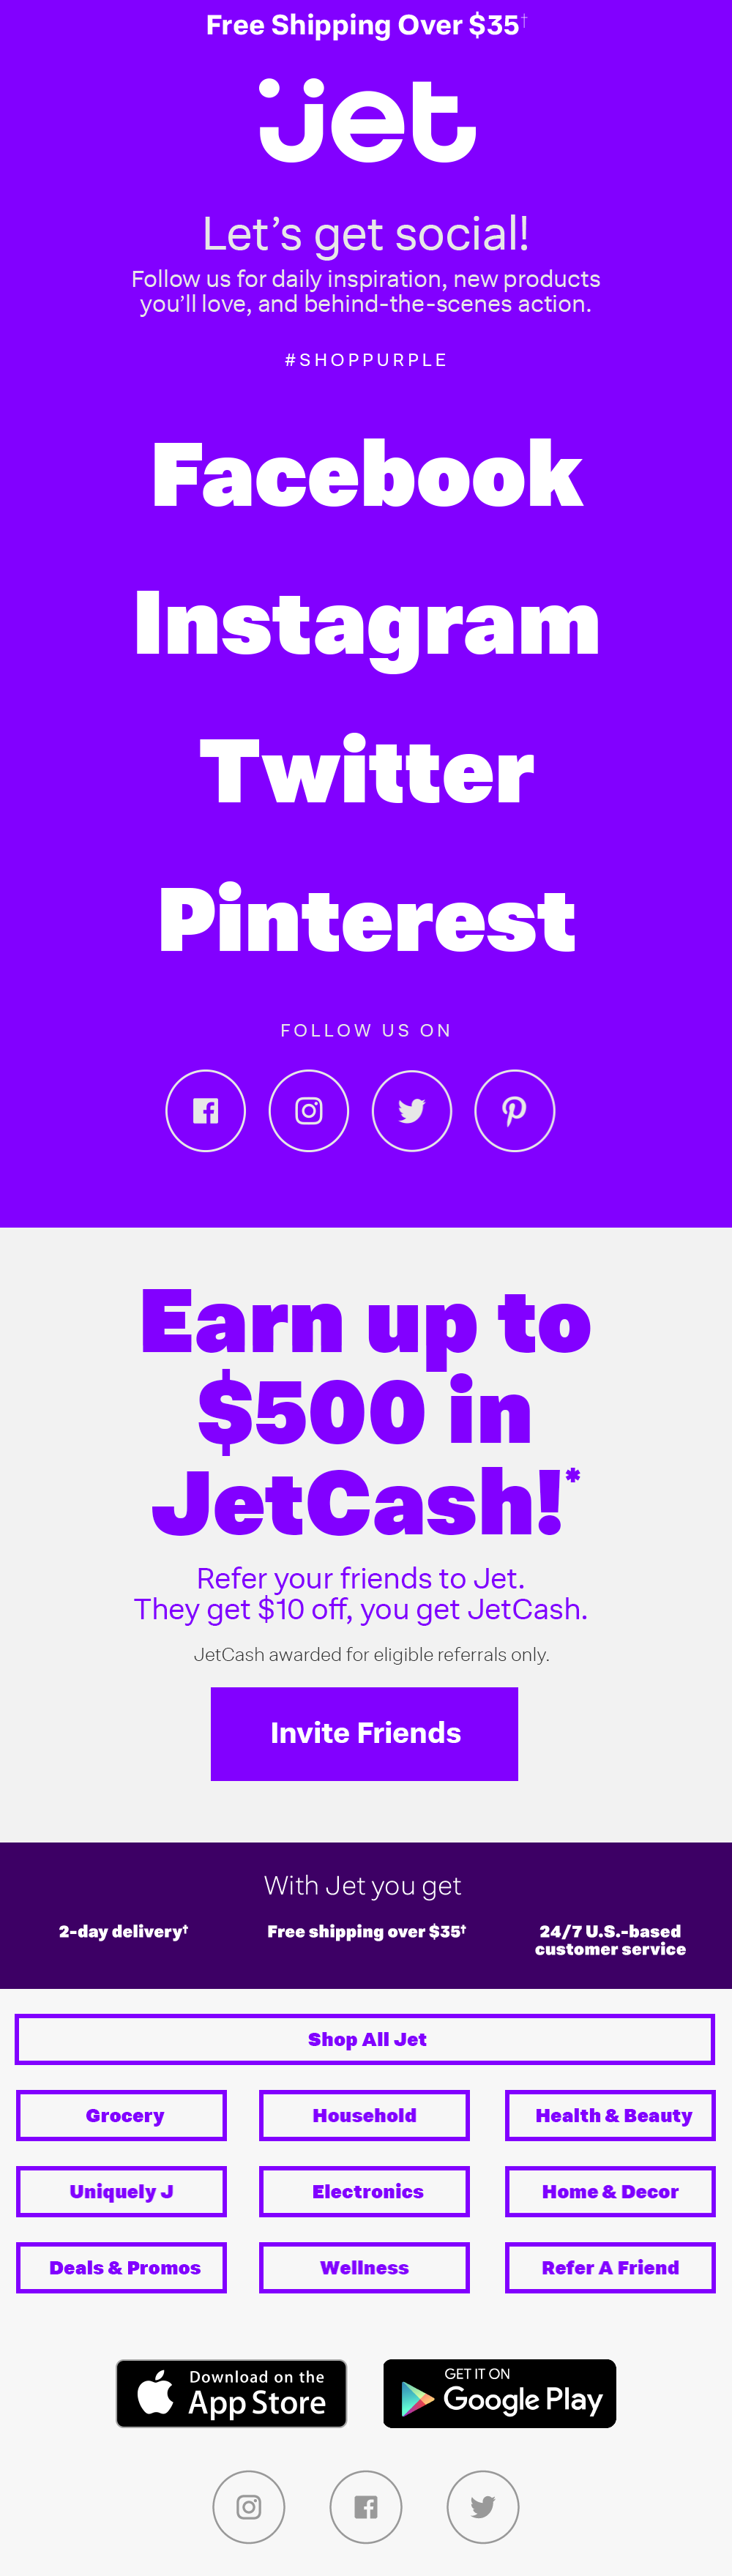 Free Shipping Over $35†
jet
Let's get social!
Follow us for daily inspiration, new products
you'll love, and behind-the-scenes action.
#SHOPPURPLE
Facebook
Instagram
Twitter
Pinterest
FOLLOW US ON
Earn up to
$500 in
JetCash!*
Refer your friends to Jet.
They get $10 off, you get JetCash.
JetCash awarded for eligible referrals only.
Invite Friends
With Jet you get
2-day delivery†
Free shipping over $35†
24/7 U.S.-based
customer service
Shop All Jet
Grocery
Household
Health & Beauty
Uniquely J
Electronics
Home & Decor
Deals & Promos
Wellness
Refer A Friend
Download on the
App Store
GET IT ON
Google Play